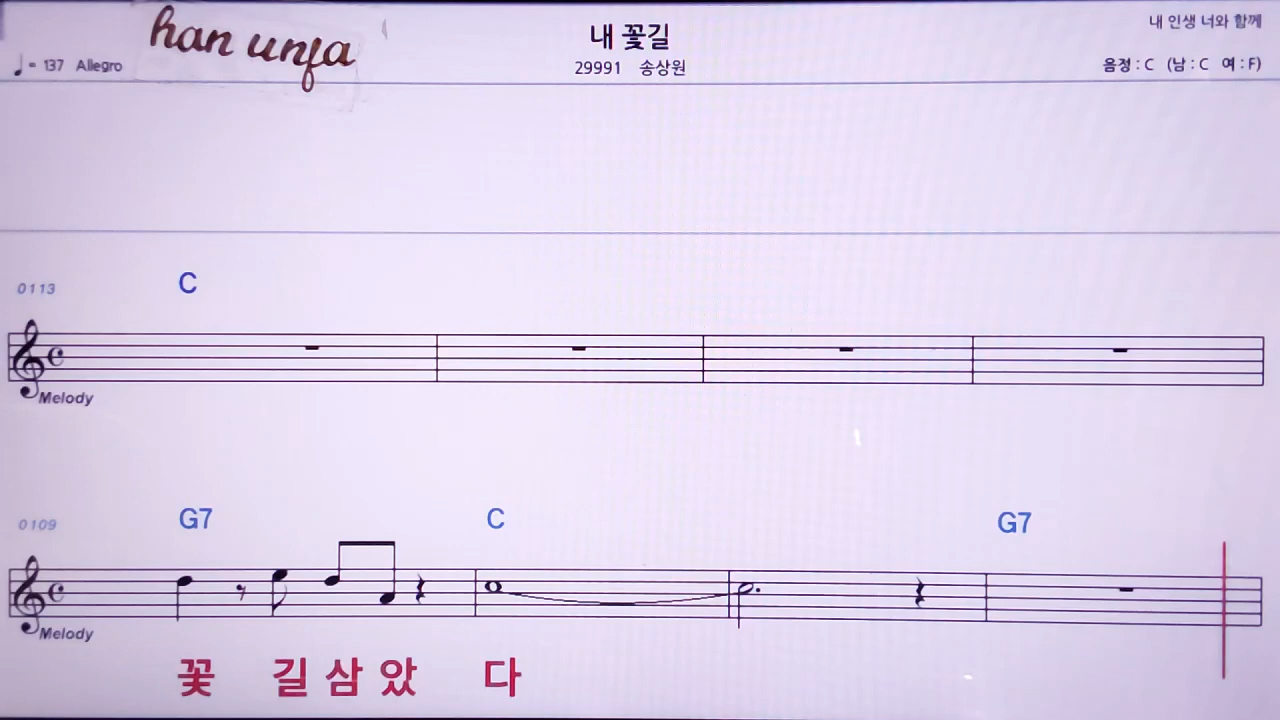 han unja
내 꽃길
내 인생 너와 함께
♩= 137 Allegro
29991 송상원
음정 : C (남 : C 여 : F)
0113
C
Melody
0109
G7 C G7
Melody
꽃 길 삼 았 다